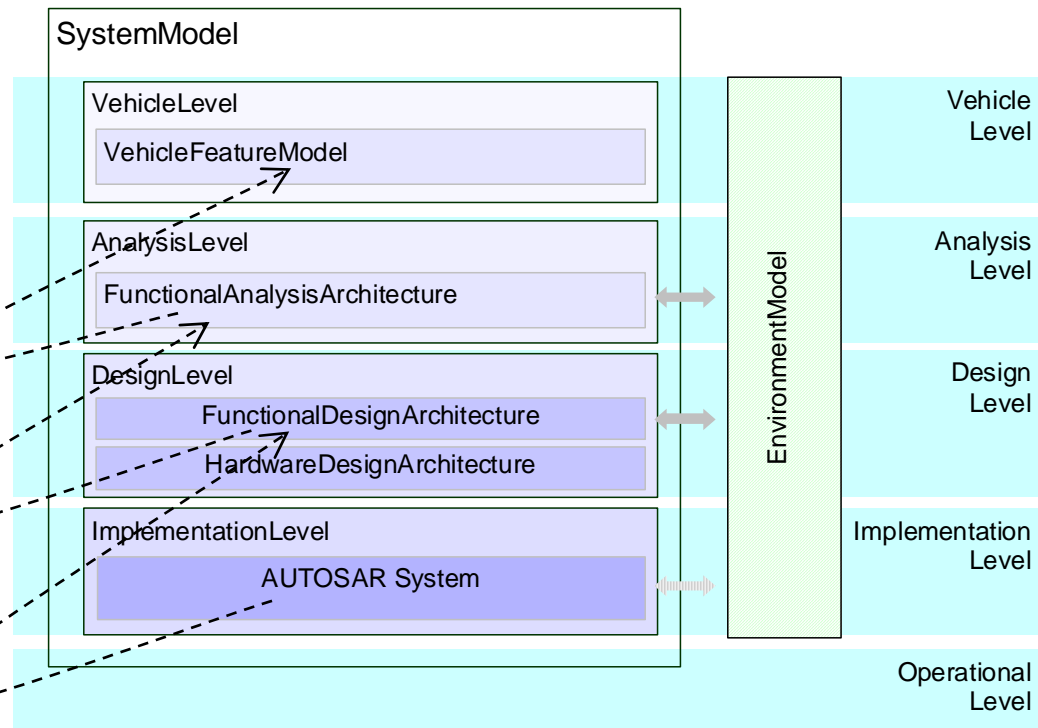 SystemModel
VehicleLevel
VehicleFeatureModel
Vehicle
Level
AnalysisLevel
FunctionalAnalysisArchitecture
Analysis
Level
EnvironmentModel
DesignLevel
FunctionalDesignArchitecture
HardwareDesignArchitecture
Design
Level
ImplementationLevel
AUTOSAR System
Implementation
Level
Operational
Level